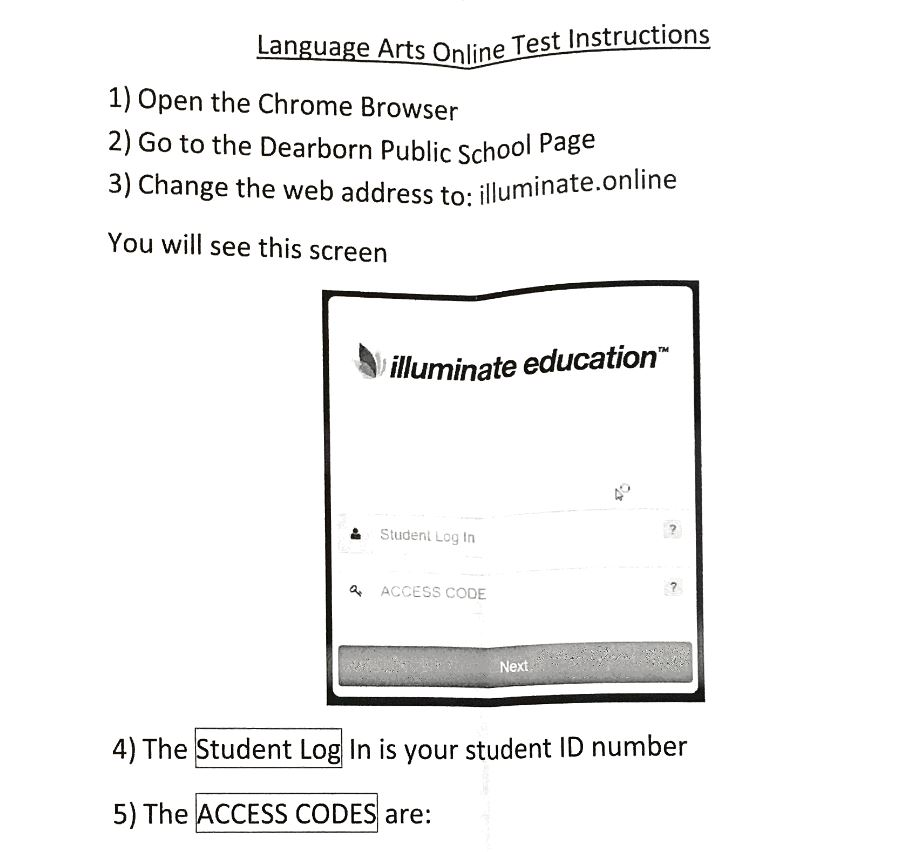 Language Arts Online Test Instructions
1) Open the Chrome Browser
2) Go to the Dearborn Public School Page
3) Change the web address to: illuminate.online
You will see this screen
illuminate education™
Student Log In ?
ACCESS CODE ?
Next
4) The Student Log In is your student ID number
5) The ACCESS CODES are: